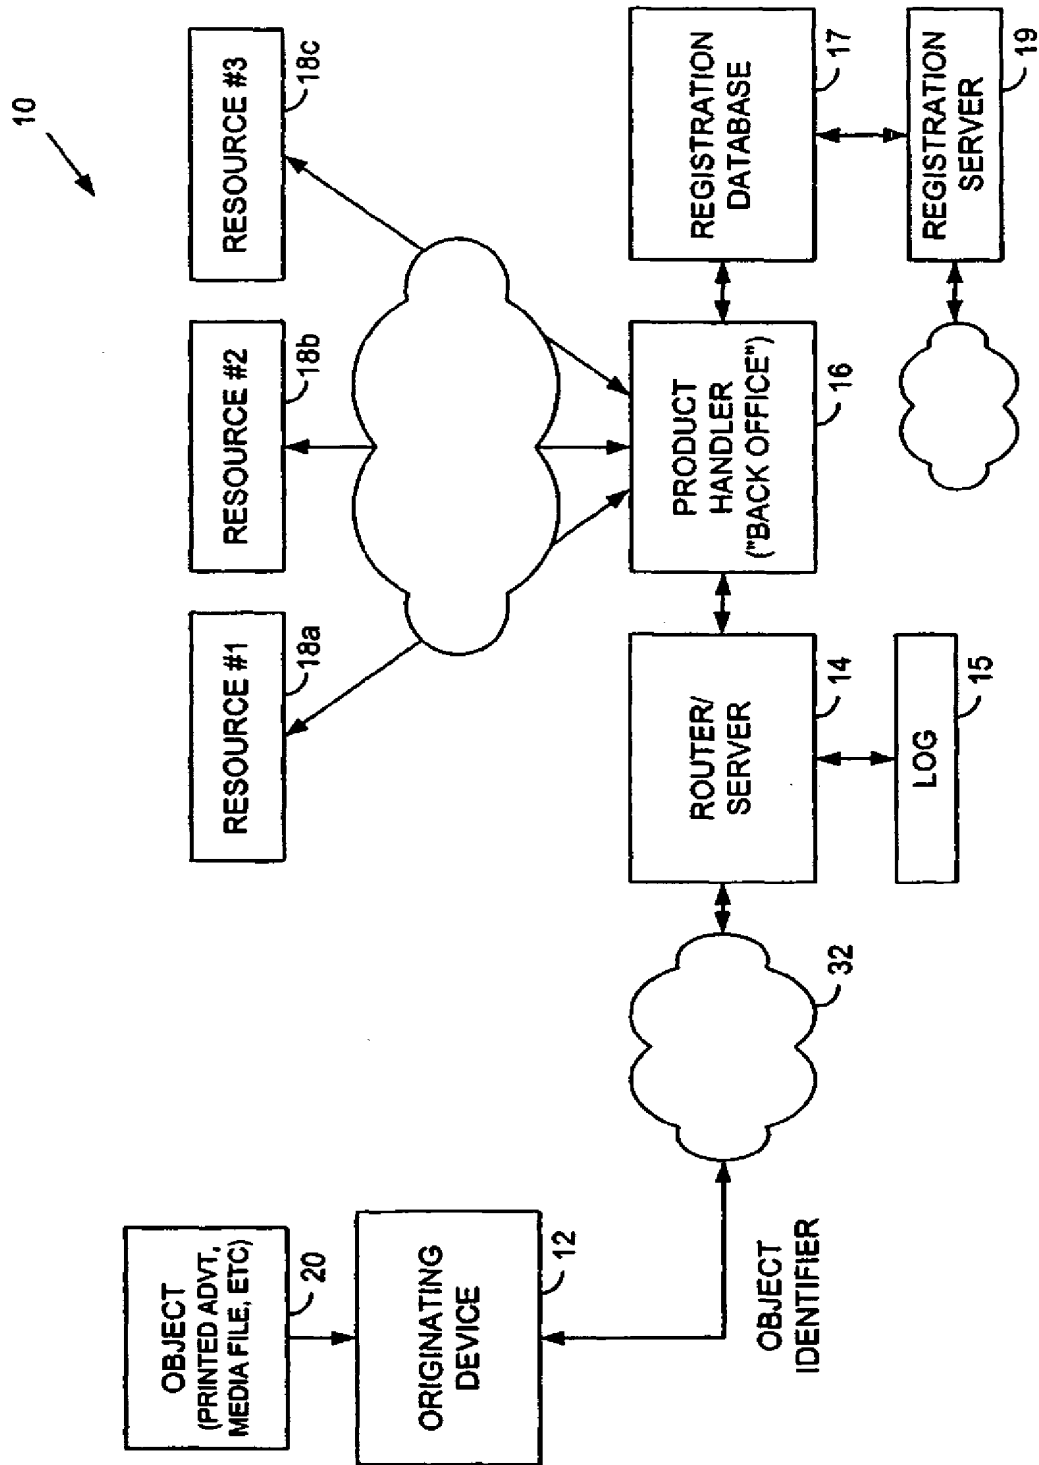 10
RESOURCE #1
18a
RESOURCE #2
18b
RESOURCE #3
18c
OBJECT
(PRINTED ADVT,
MEDIA FILE, ETC)
20
ORIGINATING
DEVICE
12
OBJECT
IDENTIFIER
32
ROUTER/
SERVER
14
LOG
15
PRODUCT
HANDLER
("BACK OFFICE")
16
REGISTRATION
DATABASE
17
REGISTRATION
SERVER
19